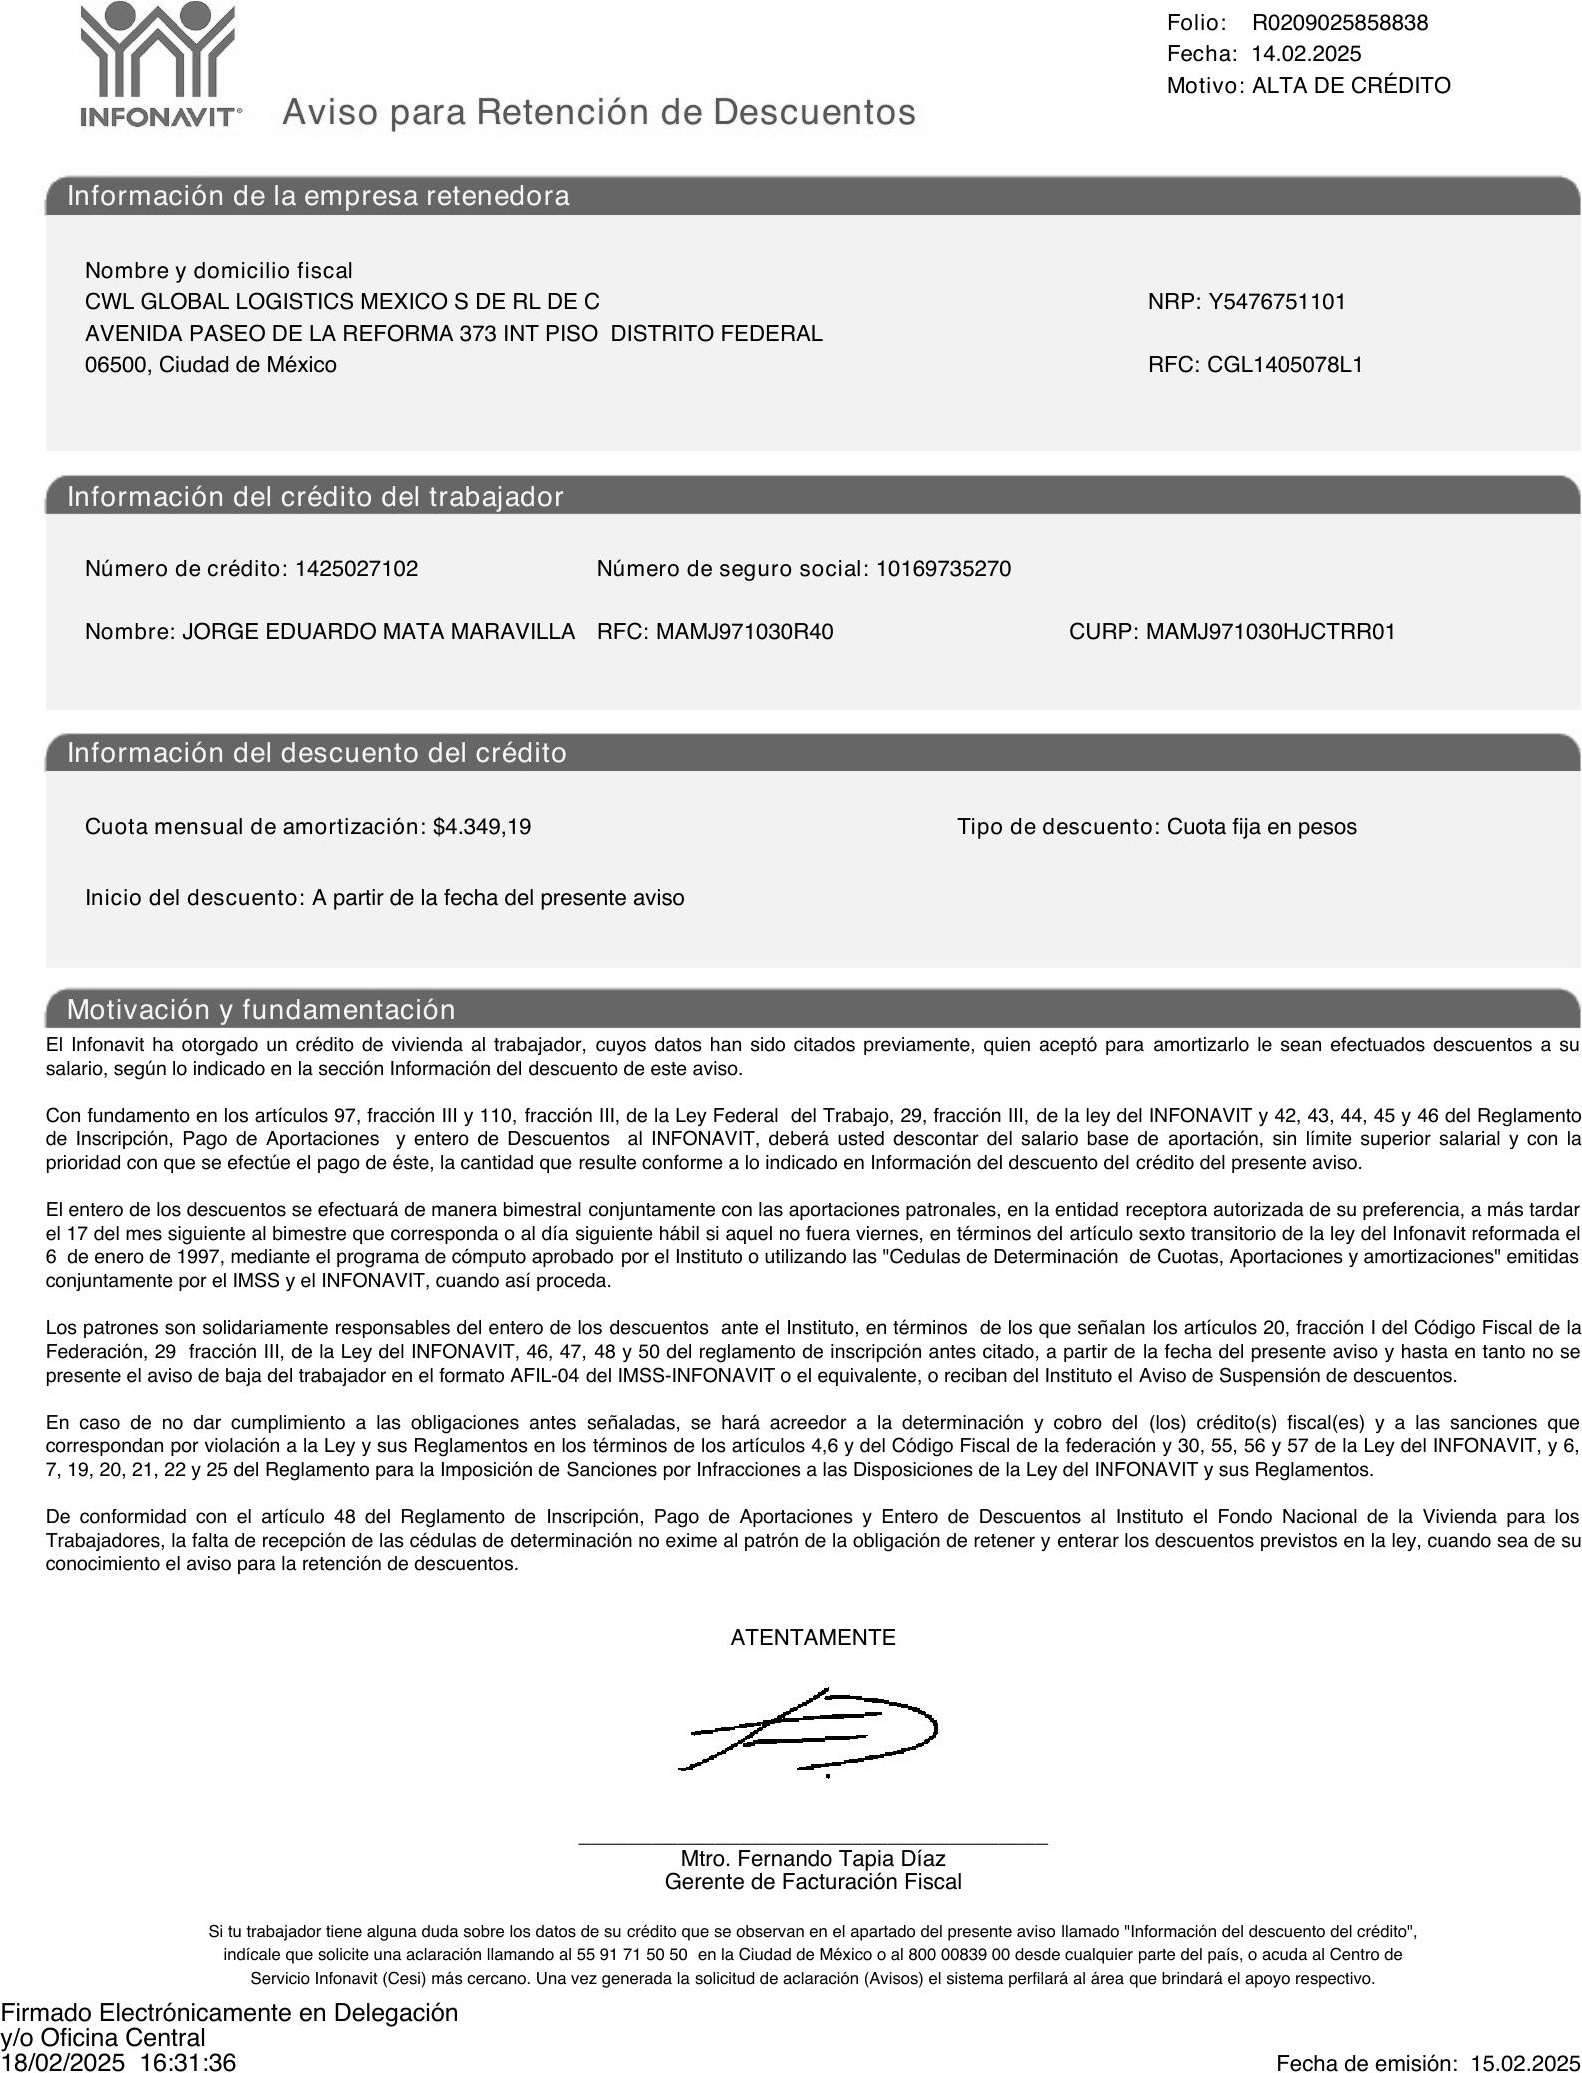 Folio: R0209025858838
Fecha: 14.02.2025
Motivo: ALTA DE CRÉDITO
INFONAVIT®
Aviso para Retención de Descuentos
Información de la empresa retenedora
Nombre y domicilio fiscal
CWL GLOBAL LOGISTICS MEXICO S DE RL DE C NRP: Y5476751101
AVENIDA PASEO DE LA REFORMA 373 INT PISO DISTRITO FEDERAL
06500, Ciudad de México RFC: CGL1405078L1
Información del crédito del trabajador
Número de crédito: 1425027102 Número de seguro social: 10169735270
Nombre: JORGE EDUARDO MATA MARAVILLA RFC: MAMJ971030R40 CURP: MAMJ971030HJCTRR01
Información del descuento del crédito
Cuota mensual de amortización: $4.349,19 Tipo de descuento: Cuota fija en pesos
Inicio del descuento: A partir de la fecha del presente aviso
Motivación y fundamentación
El Infonavit ha otorgado un crédito de vivienda al trabajador, cuyos datos han sido citados previamente, quien aceptó para amortizarlo le sean efectuados descuentos a su
salario, según lo indicado en la sección Información del descuento de este aviso.
Con fundamento en los artículos 97, fracción III y 110, fracción III, de la Ley Federal del Trabajo, 29, fracción III, de la ley del INFONAVIT y 42, 43, 44, 45 y 46 del Reglamento
de Inscripción, Pago de Aportaciones y entero de Descuentos al INFONAVIT, deberá usted descontar del salario base de aportación, sin límite superior salarial y con la
prioridad con que se efectúe el pago de éste, la cantidad que resulte conforme a lo indicado en Información del descuento del crédito del presente aviso.
El entero de los descuentos se efectuará de manera bimestral conjuntamente con las aportaciones patronales, en la entidad receptora autorizada de su preferencia, a más tardar
el 17 del mes siguiente al bimestre que corresponda o al día siguiente hábil si aquel no fuera viernes, en términos del artículo sexto transitorio de la ley del Infonavit reformada el
6 de enero de 1997, mediante el programa de cómputo aprobado por el Instituto o utilizando las "Cedulas de Determinación de Cuotas, Aportaciones y amortizaciones" emitidas
conjuntamente por el IMSS y el INFONAVIT, cuando así proceda.
Los patrones son solidariamente responsables del entero de los descuentos ante el Instituto, en términos de los que señalan los artículos 20, fracción I del Código Fiscal de la
Federación, 29 fracción III, de la Ley del INFONAVIT, 46, 47, 48 y 50 del reglamento de inscripción antes citado, a partir de la fecha del presente aviso y hasta en tanto no se
presente el aviso de baja del trabajador en el formato AFIL-04 del IMSS-INFONAVIT o el equivalente, o reciban del Instituto el Aviso de Suspensión de descuentos.
En caso de no dar cumplimiento a las obligaciones antes señaladas, se hará acreedor a la determinación y cobro del (los) crédito(s) fiscal(es) y a las sanciones que
correspondan por violación a la Ley y sus Reglamentos en los términos de los artículos 4,6 y del Código Fiscal de la federación y 30, 55, 56 y 57 de la Ley del INFONAVIT, y 6,
7, 19, 20, 21, 22 y 25 del Reglamento para la Imposición de Sanciones por Infracciones a las Disposiciones de la Ley del INFONAVIT y sus Reglamentos.
De conformidad con el artículo 48 del Reglamento de Inscripción, Pago de Aportaciones y Entero de Descuentos al Instituto el Fondo Nacional de la Vivienda para los
Trabajadores, la falta de recepción de las cédulas de determinación no exime al patrón de la obligación de retener y enterar los descuentos previstos en la ley, cuando sea de su
conocimiento el aviso para la retención de descuentos.
ATENTAMENTE
Mtro. Fernando Tapia Díaz
Gerente de Facturación Fiscal
Si tu trabajador tiene alguna duda sobre los datos de su crédito que se observan en el apartado del presente aviso llamado "Información del descuento del crédito",
indícale que solicite una aclaración llamando al 55 91 71 50 50 en la Ciudad de México o al 800 00839 00 desde cualquier parte del país, o acuda al Centro de
Servicio Infonavit (Cesi) más cercano. Una vez generada la solicitud de aclaración (Avisos) el sistema perfilará al área que brindará el apoyo respectivo.
Firmado Electrónicamente en Delegación
y/o Oficina Central
18/02/2025 16:31:36 Fecha de emisión: 15.02.2025